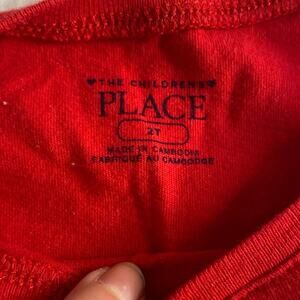 THE CHILDREN'S
PLACE
2T
MADE IN CAMBODIA
FABRIQUÉ AU CAMBODGE